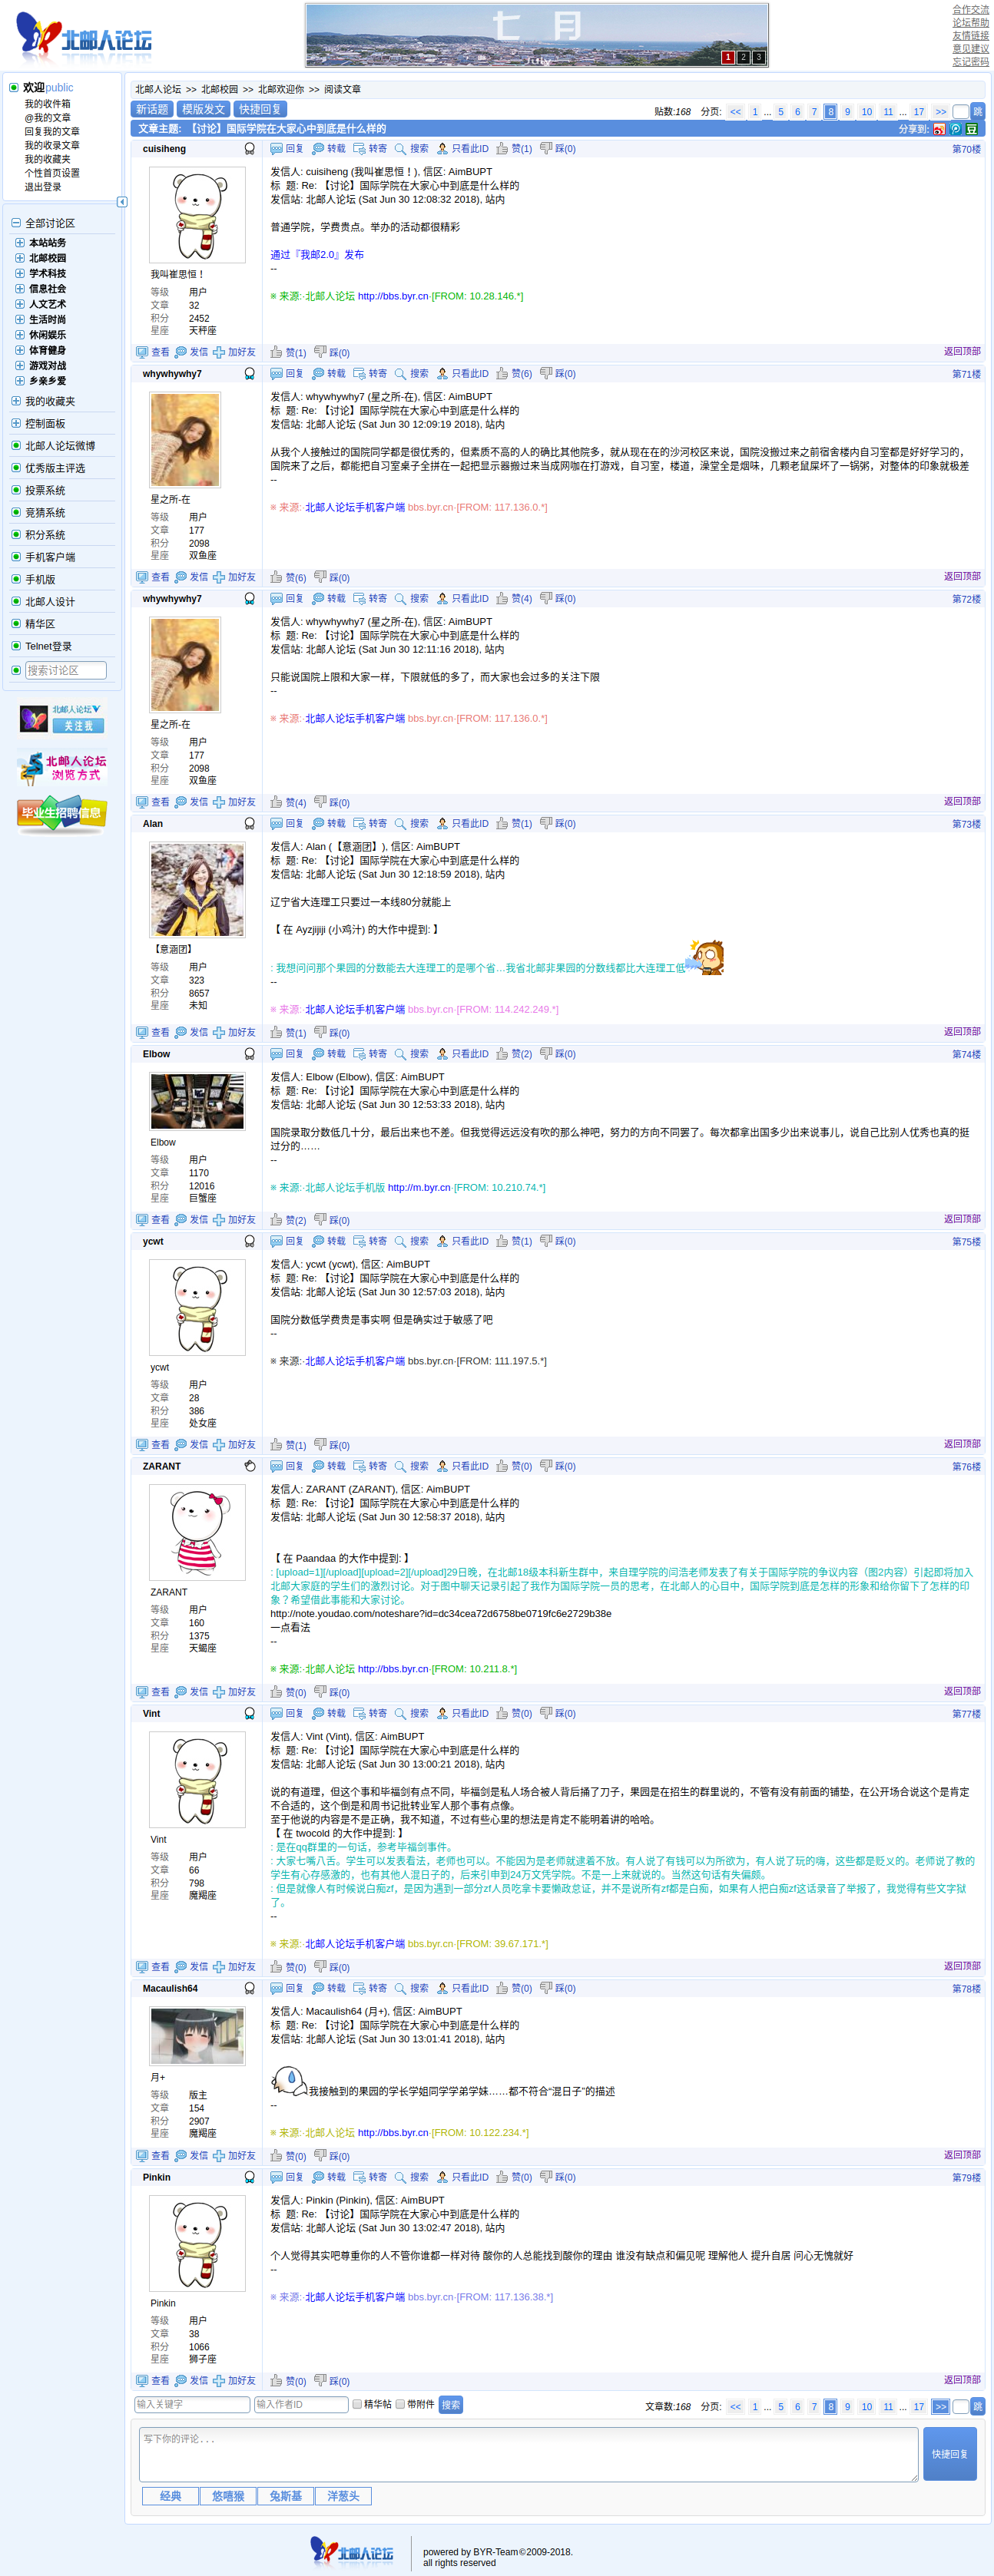 北邮人论坛
七 月
July
1 2 3
合作交流
论坛帮助
友情链接
意见建议
忘记密码
欢迎public
我的收件箱
@我的文章
回复我的文章
我的收录文章
我的收藏夹
个性首页设置
退出登录
全部讨论区
本站站务
北邮校园
学术科技
信息社会
人文艺术
生活时尚
休闲娱乐
体育健身
游戏对战
乡亲乡爱
我的收藏夹
控制面板
北邮人论坛微博
优秀版主评选
投票系统
竞猜系统
积分系统
手机客户端
手机版
北邮人设计
精华区
Telnet登录
搜索讨论区
北邮人论坛
关注我
北邮人论坛
浏览方式
毕业生招聘信息
北邮人论坛 >> 北邮校园 >> 北邮欢迎你 >> 阅读文章
新话题 模版发文 快捷回复
贴数:168 分页: << 1 ... 5 6 7 8 9 10 11 ... 17 >> 跳
文章主题: 【讨论】国际学院在大家心中到底是什么样的
分享到:
cuisiheng
回复 转载 转寄 搜索 只看此ID 赞(1) 踩(0)
第70楼
我叫崔思恒！
等级 用户
文章 32
积分 2452
星座 天秤座
发信人: cuisiheng (我叫崔思恒！), 信区: AimBUPT
标 题: Re: 【讨论】国际学院在大家心中到底是什么样的
发信站: 北邮人论坛 (Sat Jun 30 12:08:32 2018), 站内
普通学院，学费贵点。举办的活动都很精彩
通过『我邮2.0』发布
--
※ 来源:·北邮人论坛 http://bbs.byr.cn·[FROM: 10.28.146.*]
查看 发信 加好友 赞(1) 踩(0)
返回顶部
whywhywhy7
回复 转载 转寄 搜索 只看此ID 赞(6) 踩(0)
第71楼
星之所-在
等级 用户
文章 177
积分 2098
星座 双鱼座
发信人: whywhywhy7 (星之所-在), 信区: AimBUPT
标 题: Re: 【讨论】国际学院在大家心中到底是什么样的
发信站: 北邮人论坛 (Sat Jun 30 12:09:19 2018), 站内
从我个人接触过的国院同学都是很优秀的，但素质不高的人的确比其他院多，就从现在在的沙河校区来说，国院没搬过来之前宿舍楼内自习室都是好好学习的，
国院来了之后，都能把自习室桌子全拼在一起把显示器搬过来当成网咖在打游戏，自习室，楼道，澡堂全是烟味，几颗老鼠屎坏了一锅粥，对整体的印象就极差
--
※ 来源:·北邮人论坛手机客户端 bbs.byr.cn·[FROM: 117.136.0.*]
查看 发信 加好友 赞(6) 踩(0)
返回顶部
whywhywhy7
回复 转载 转寄 搜索 只看此ID 赞(4) 踩(0)
第72楼
星之所-在
等级 用户
文章 177
积分 2098
星座 双鱼座
发信人: whywhywhy7 (星之所-在), 信区: AimBUPT
标 题: Re: 【讨论】国际学院在大家心中到底是什么样的
发信站: 北邮人论坛 (Sat Jun 30 12:11:16 2018), 站内
只能说国院上限和大家一样，下限就低的多了，而大家也会过多的关注下限
--
※ 来源:·北邮人论坛手机客户端 bbs.byr.cn·[FROM: 117.136.0.*]
查看 发信 加好友 赞(4) 踩(0)
返回顶部
Alan
回复 转载 转寄 搜索 只看此ID 赞(1) 踩(0)
第73楼
【意涵团】
等级 用户
文章 323
积分 8657
星座 未知
发信人: Alan (【意涵团】), 信区: AimBUPT
标 题: Re: 【讨论】国际学院在大家心中到底是什么样的
发信站: 北邮人论坛 (Sat Jun 30 12:18:59 2018), 站内
辽宁省大连理工只要过一本线80分就能上
【 在 Ayzjijiji (小鸡汁) 的大作中提到: 】
: 我想问问那个果园的分数能去大连理工的是哪个省…我省北邮非果园的分数线都比大连理工低
--
※ 来源:·北邮人论坛手机客户端 bbs.byr.cn·[FROM: 114.242.249.*]
查看 发信 加好友 赞(1) 踩(0)
返回顶部
Elbow
回复 转载 转寄 搜索 只看此ID 赞(2) 踩(0)
第74楼
Elbow
等级 用户
文章 1170
积分 12016
星座 巨蟹座
发信人: Elbow (Elbow), 信区: AimBUPT
标 题: Re: 【讨论】国际学院在大家心中到底是什么样的
发信站: 北邮人论坛 (Sat Jun 30 12:53:33 2018), 站内
国院录取分数低几十分，最后出来也不差。但我觉得远远没有吹的那么神吧，努力的方向不同罢了。每次都拿出国多少出来说事儿，说自己比别人优秀也真的挺
过分的……
--
※ 来源:·北邮人论坛手机版 http://m.byr.cn·[FROM: 10.210.74.*]
查看 发信 加好友 赞(2) 踩(0)
返回顶部
ycwt
回复 转载 转寄 搜索 只看此ID 赞(1) 踩(0)
第75楼
ycwt
等级 用户
文章 28
积分 386
星座 处女座
发信人: ycwt (ycwt), 信区: AimBUPT
标 题: Re: 【讨论】国际学院在大家心中到底是什么样的
发信站: 北邮人论坛 (Sat Jun 30 12:57:03 2018), 站内
国院分数低学费贵是事实啊 但是确实过于敏感了吧
--
※ 来源:·北邮人论坛手机客户端 bbs.byr.cn·[FROM: 111.197.5.*]
查看 发信 加好友 赞(1) 踩(0)
返回顶部
ZARANT
回复 转载 转寄 搜索 只看此ID 赞(0) 踩(0)
第76楼
ZARANT
等级 用户
文章 160
积分 1375
星座 天蝎座
发信人: ZARANT (ZARANT), 信区: AimBUPT
标 题: Re: 【讨论】国际学院在大家心中到底是什么样的
发信站: 北邮人论坛 (Sat Jun 30 12:58:37 2018), 站内
【 在 Paandaa 的大作中提到: 】
: [upload=1][/upload][upload=2][/upload]29日晚，在北邮18级本科新生群中，来自理学院的闫浩老师发表了有关于国际学院的争议内容（图2内容）引起即将加入
北邮大家庭的学生们的激烈讨论。对于图中聊天记录引起了我作为国际学院一员的思考，在北邮人的心目中，国际学院到底是怎样的形象和给你留下了怎样的印
象？希望借此事能和大家讨论。
http://note.youdao.com/noteshare?id=dc34cea72d6758be0719fc6e2729b38e
一点看法
--
※ 来源:·北邮人论坛 http://bbs.byr.cn·[FROM: 10.211.8.*]
查看 发信 加好友 赞(0) 踩(0)
返回顶部
Vint
回复 转载 转寄 搜索 只看此ID 赞(0) 踩(0)
第77楼
Vint
等级 用户
文章 66
积分 798
星座 魔羯座
发信人: Vint (Vint), 信区: AimBUPT
标 题: Re: 【讨论】国际学院在大家心中到底是什么样的
发信站: 北邮人论坛 (Sat Jun 30 13:00:21 2018), 站内
说的有道理，但这个事和毕福剑有点不同，毕福剑是私人场合被人背后捅了刀子，果园是在招生的群里说的，不管有没有前面的铺垫，在公开场合说这个是肯定
不合适的，这个倒是和周书记批转业军人那个事有点像。
至于他说的内容是不是正确，我不知道，不过有些心里的想法是肯定不能明着讲的哈哈。
【 在 twocold 的大作中提到: 】
: 是在qq群里的一句话，参考毕福剑事件。
: 大家七嘴八舌。学生可以发表看法，老师也可以。不能因为是老师就逮着不放。有人说了有钱可以为所欲为，有人说了玩的嗨，这些都是贬义的。老师说了教的
学生有心存感激的，也有其他人混日子的，后来引申到24万文凭学院。不是一上来就说的。当然这句话有失偏颇。
: 但是就像人有时候说白痴zf，是因为遇到一部分zf人员吃拿卡要懒政怠证，并不是说所有zf都是白痴，如果有人把白痴zf这话录音了举报了，我觉得有些文字狱
了。
--
※ 来源:·北邮人论坛手机客户端 bbs.byr.cn·[FROM: 39.67.171.*]
查看 发信 加好友 赞(0) 踩(0)
返回顶部
Macaulish64
回复 转载 转寄 搜索 只看此ID 赞(0) 踩(0)
第78楼
月+
等级 版主
文章 154
积分 2907
星座 魔羯座
发信人: Macaulish64 (月+), 信区: AimBUPT
标 题: Re: 【讨论】国际学院在大家心中到底是什么样的
发信站: 北邮人论坛 (Sat Jun 30 13:01:41 2018), 站内
我接触到的果园的学长学姐同学学弟学妹……都不符合“混日子”的描述
--
※ 来源:·北邮人论坛 http://bbs.byr.cn·[FROM: 10.122.234.*]
查看 发信 加好友 赞(0) 踩(0)
返回顶部
Pinkin
回复 转载 转寄 搜索 只看此ID 赞(0) 踩(0)
第79楼
Pinkin
等级 用户
文章 38
积分 1066
星座 狮子座
发信人: Pinkin (Pinkin), 信区: AimBUPT
标 题: Re: 【讨论】国际学院在大家心中到底是什么样的
发信站: 北邮人论坛 (Sat Jun 30 13:02:47 2018), 站内
个人觉得其实吧尊重你的人不管你谁都一样对待 酸你的人总能找到酸你的理由 谁没有缺点和偏见呢 理解他人 提升自居 问心无愧就好
--
※ 来源:·北邮人论坛手机客户端 bbs.byr.cn·[FROM: 117.136.38.*]
查看 发信 加好友 赞(0) 踩(0)
返回顶部
输入关键字 输入作者ID 精华帖 带附件 搜索
文章数:168 分页: << 1 ... 5 6 7 8 9 10 11 ... 17 >> 跳
写下你的评论...
快捷回复
经典 悠嘻猴 兔斯基 洋葱头
北邮人论坛
powered by BYR-Team©2009-2018.
all rights reserved